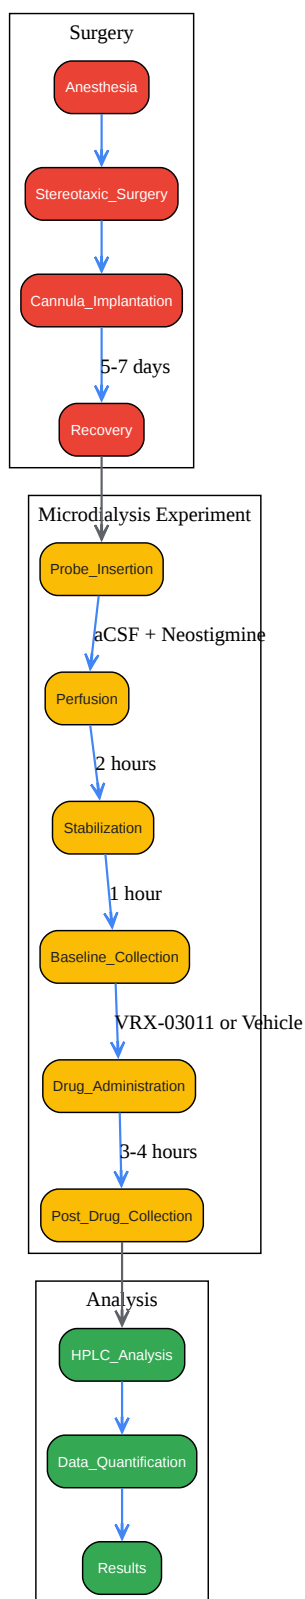 Surgery
Anesthesia
Stereotaxic_Surgery
Cannula_Implantation
5-7 days
Recovery
Microdialysis Experiment
Probe_Insertion
aCSF + Neostigmine
Perfusion
2 hours
Stabilization
1 hour
Baseline_Collection
VRX-03011 or Vehicle
Drug_Administration
3-4 hours
Post_Drug_Collection
Analysis
HPLC_Analysis
Data_Quantification
Results